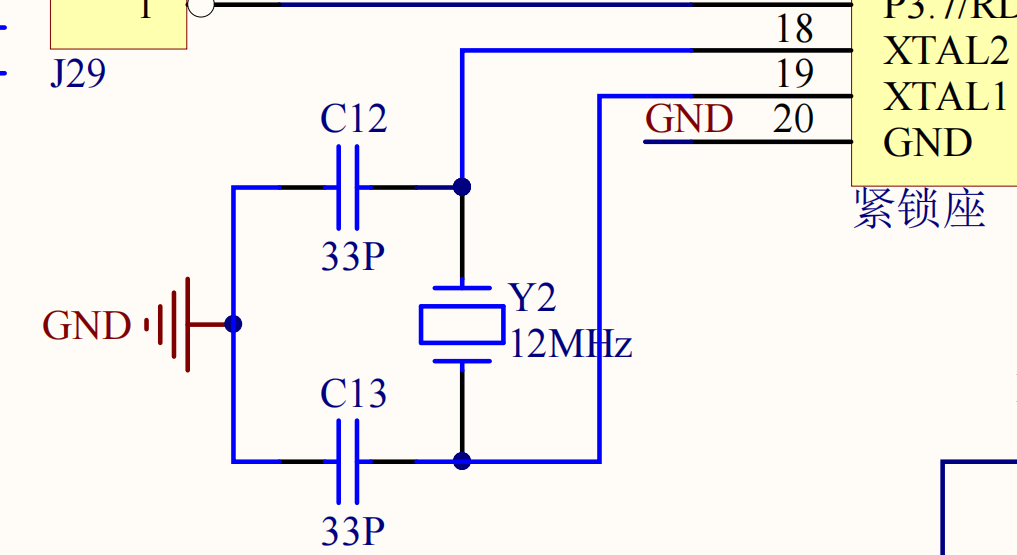 1
P3.7/RD
J29
18
XTAL2
19
XTAL1
GND
20
GND
紧锁座
C12
33P
GND
Y2
12MHz
C13
33P